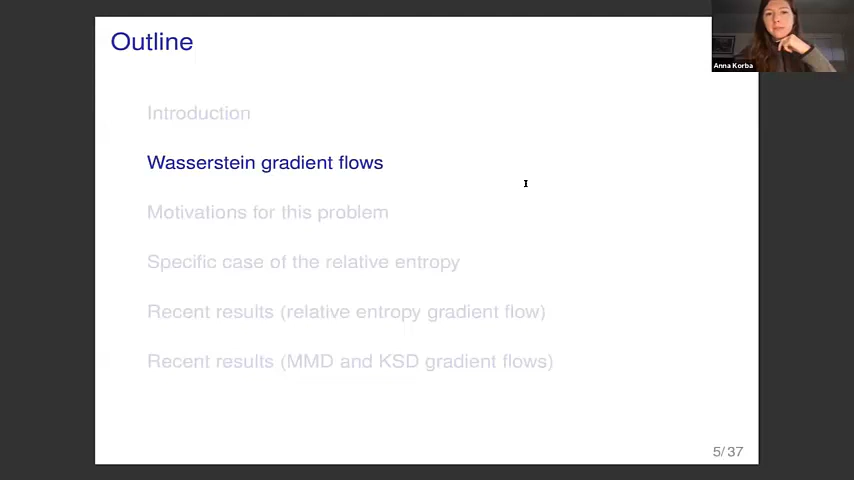 Outline
Anna Korba
Introduction
Wasserstein gradient flows
Motivations for this problem
Specific case of the relative entropy
Recent results (relative entropy gradient flow)
Recent results (MMD and KSD gradient flows)
5/37